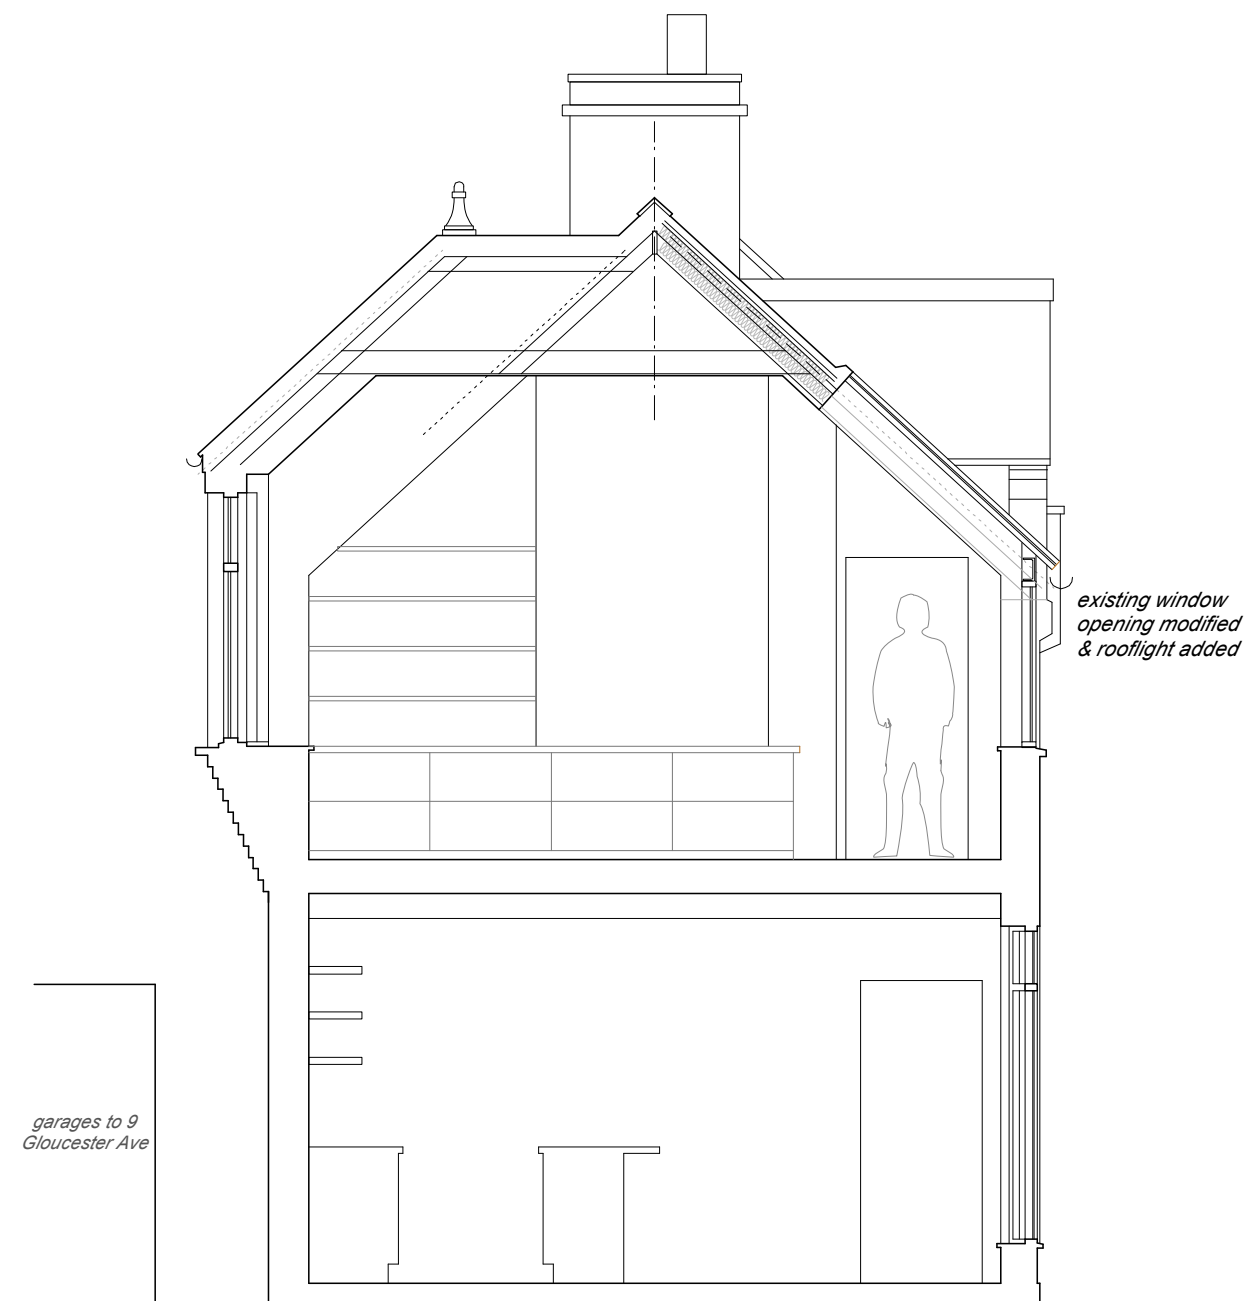 existing window
opening modified
& rooflight added
garages to 9
Gloucester Ave